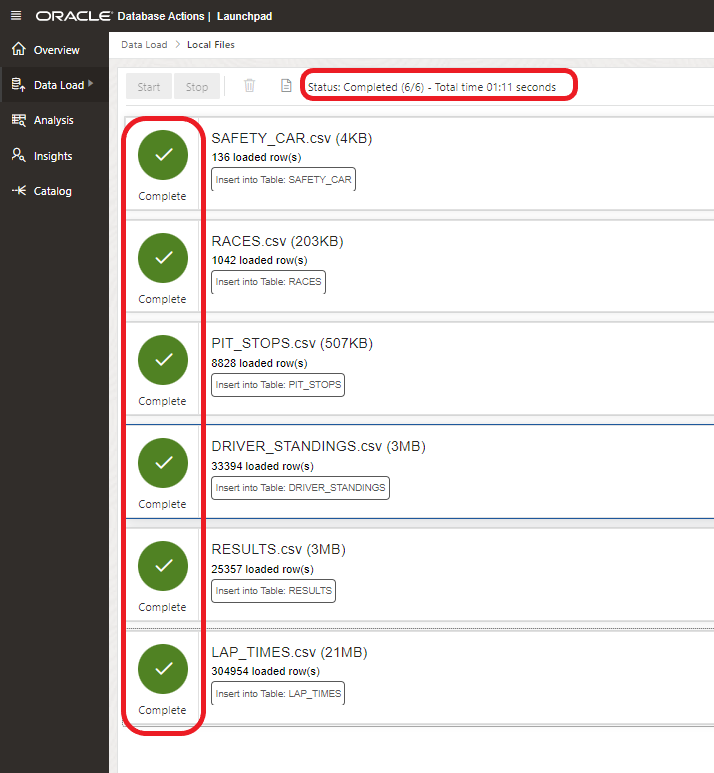 ORACLE® Database Actions | Launchpad
Overview
Data Load
Analysis
Insights
Catalog
Data Load > Local Files
Start Stop Status: Completed (6/6) - Total time 01:11 seconds
SAFETY_CAR.csv (4KB)
136 loaded row(s)
Insert into Table: SAFETY_CAR
Complete
RACES.csv (203KB)
1042 loaded row(s)
Insert into Table: RACES
Complete
PIT_STOPS.csv (507KB)
8828 loaded row(s)
Insert into Table: PIT_STOPS
Complete
DRIVER_STANDINGS.csv (3MB)
33394 loaded row(s)
Insert into Table: DRIVER_STANDINGS
Complete
RESULTS.csv (3MB)
25357 loaded row(s)
Insert into Table: RESULTS
Complete
LAP_TIMES.csv (21MB)
304954 loaded row(s)
Insert into Table: LAP_TIMES
Complete